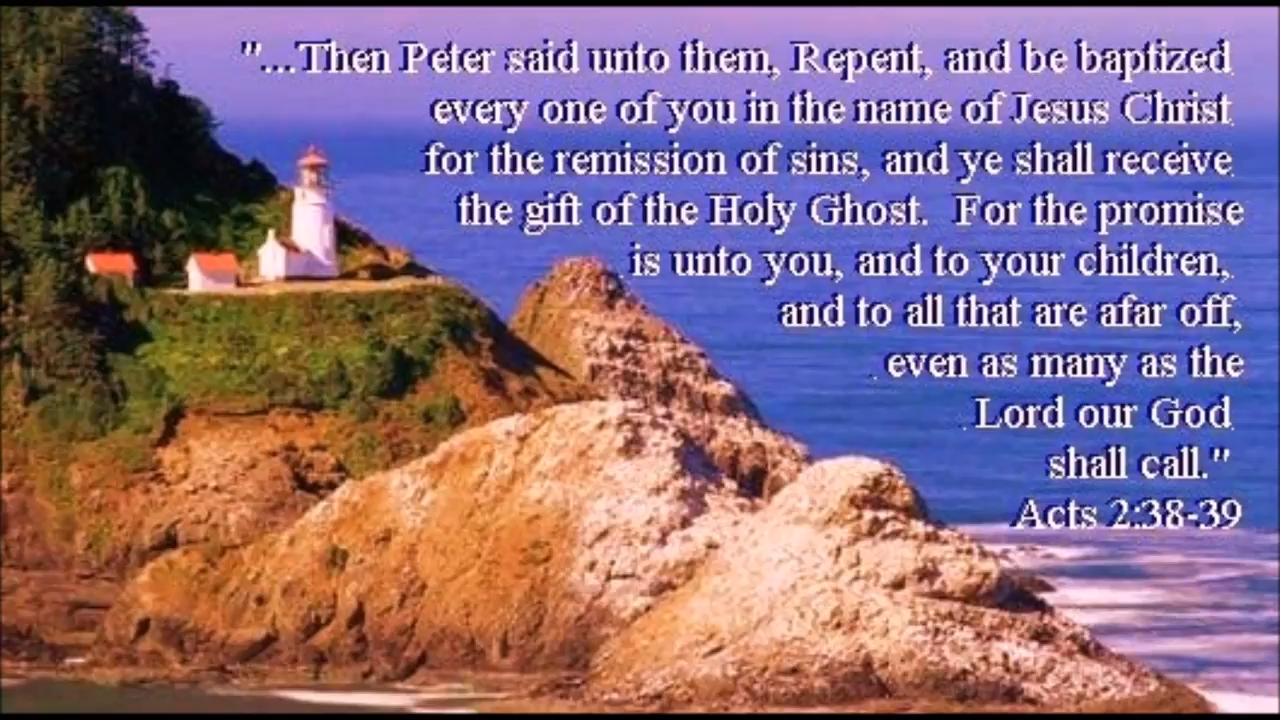 "...Then Peter said unto them, Repent, and be baptized
every one of you in the name of Jesus Christ
for the remission of sins, and ye shall receive
the gift of the Holy Ghost.  For the promise
is unto you, and to your children,
and to all that are afar off,
even as many as the
Lord our God
shall call."
Acts 2:38-39